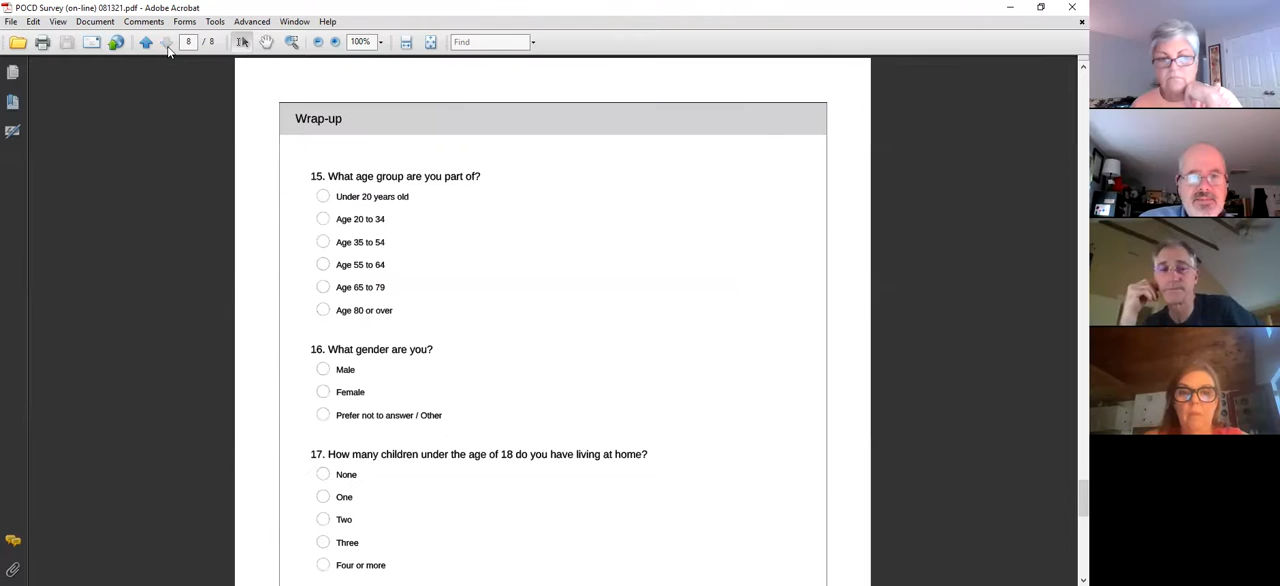 POCD Survey (on-line) 081321.pdf - Adobe Acrobat
File Edit View Document Comments Forms Tools Advanced Window Help
8 / 8 100% Find
Wrap-up
15. What age group are you part of?
Under 20 years old
Age 20 to 34
Age 35 to 54
Age 55 to 64
Age 65 to 79
Age 80 or over
16. What gender are you?
Male
Female
Prefer not to answer / Other
17. How many children under the age of 18 do you have living at home?
None
One
Two
Three
Four or more